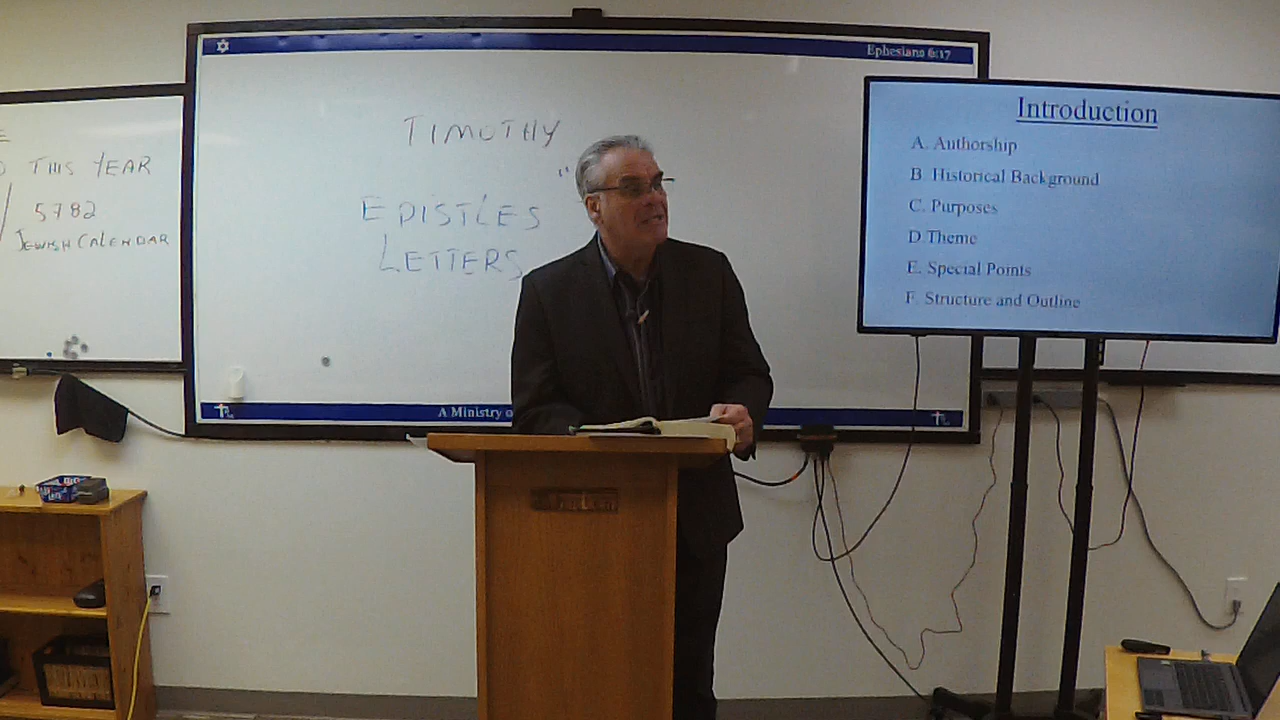 THIS YEAR
5782
JEWISH CALENDAR
Ephesians 6:17
TIMOTHY
"
EPISTLES
LETTERS
A Ministry o
Introduction
A. Authorship
B. Historical Background
C. Purposes
D.Theme
E. Special Points
F. Structure and Outline